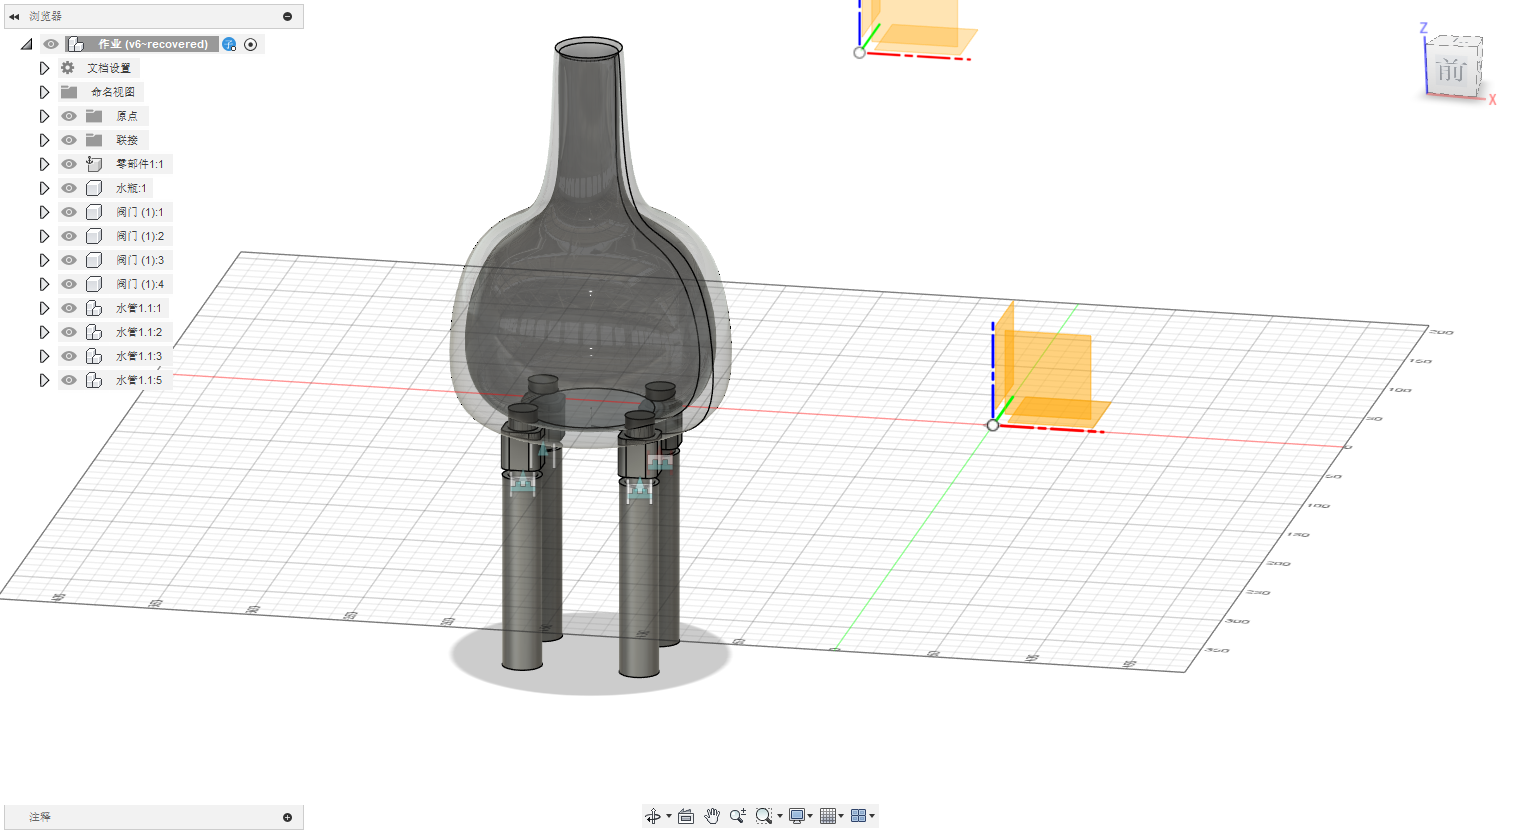 浏览器
作业 (v6~recovered)
文档设置
命名视图
原点
联接
零部件1:1
水瓶:1
阀门 (1):1
阀门 (1):2
阀门 (1):3
阀门 (1):4
水管1.1:1
水管1.1:2
水管1.1:3
水管1.1:5
Z
前
X
200
150
100
50
0
50
100
150
200
250
300
350
注释